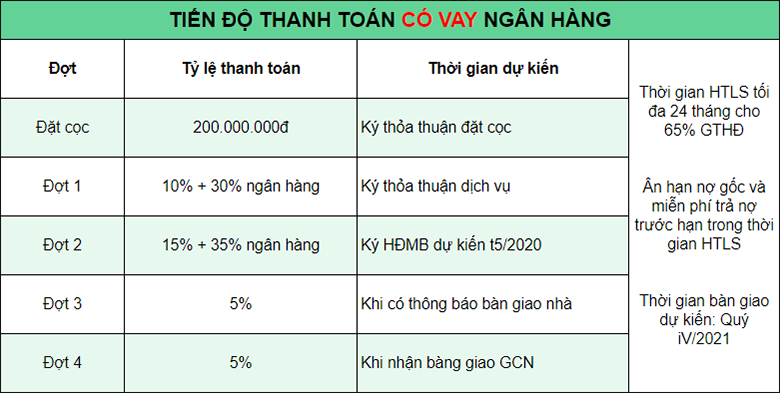 TIẾN ĐỘ THANH TOÁN CÓ VAY NGÂN HÀNG
Đợt
Tỷ lệ thanh toán
Thời gian dự kiến
Đặt cọc
200.000.000đ
Ký thỏa thuận đặt cọc
Đợt 1
10% + 30% ngân hàng
Ký thỏa thuận dịch vụ
Đợt 2
15% + 35% ngân hàng
Ký HĐMB dự kiến t5/2020
Đợt 3
5%
Khi có thông báo bàn giao nhà
Đợt 4
5%
Khi nhận bàng giao GCN
Thời gian HTLS tối
đa 24 tháng cho
65% GTHĐ
Ân hạn nợ gốc và
miễn phí trả nợ
trước hạn trong thời
gian HTLS
Thời gian bàn giao
dự kiến: Quý
iV/2021